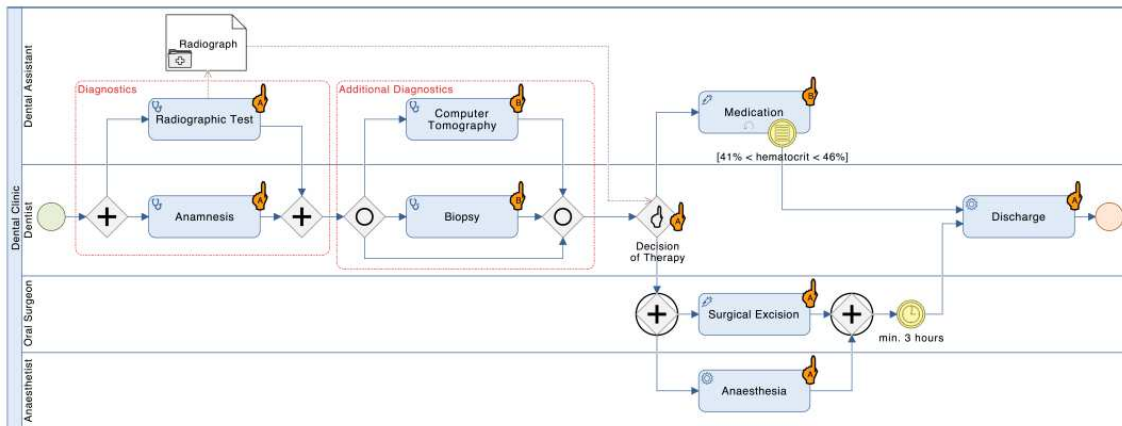 Dental Clinic
Dental Assistant
Radiograph
Diagnostics
Radiographic Test
A
Additional Diagnostics
Computer
Tomography
B
Medication
B
[41% < hematocrit < 46%]
Dentist
Anamnesis
A
Biopsy
B
Decision
of Therapy
A
Discharge
A
Oral Surgeon
Surgical Excision
A
min. 3 hours
Anaesthetist
Anaesthesia
A